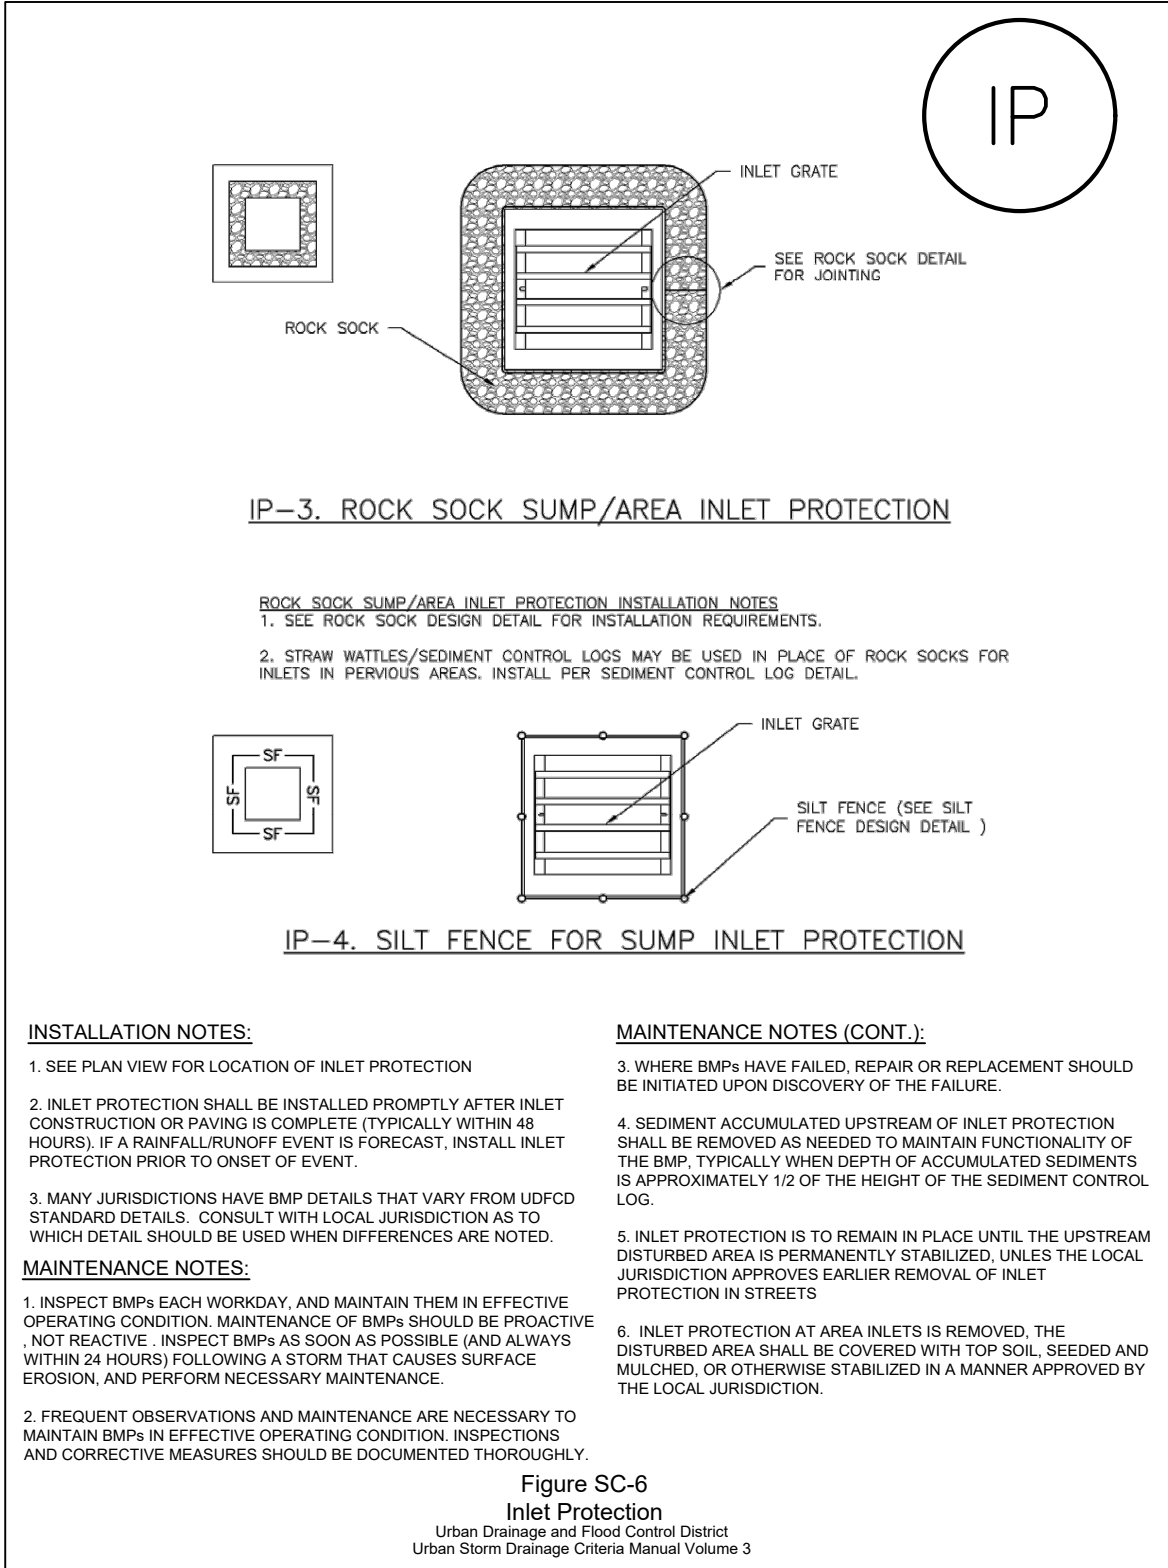 IP
INLET GRATE
SEE ROCK SOCK DETAIL
FOR JOINTING
ROCK SOCK
IP-3. ROCK SOCK SUMP/AREA INLET PROTECTION
ROCK SOCK SUMP/AREA INLET PROTECTION INSTALLATION NOTES
1. SEE ROCK SOCK DESIGN DETAIL FOR INSTALLATION REQUIREMENTS.
2. STRAW WATTLES/SEDIMENT CONTROL LOGS MAY BE USED IN PLACE OF ROCK SOCKS FOR
INLETS IN PERVIOUS AREAS. INSTALL PER SEDIMENT CONTROL LOG DETAIL.
INLET GRATE
SF
SF
SF
SF
SILT FENCE (SEE SILT
FENCE DESIGN DETAIL )
IP-4. SILT FENCE FOR SUMP INLET PROTECTION
INSTALLATION NOTES:
1. SEE PLAN VIEW FOR LOCATION OF INLET PROTECTION
2. INLET PROTECTION SHALL BE INSTALLED PROMPTLY AFTER INLET
CONSTRUCTION OR PAVING IS COMPLETE (TYPICALLY WITHIN 48
HOURS). IF A RAINFALL/RUNOFF EVENT IS FORECAST, INSTALL INLET
PROTECTION PRIOR TO ONSET OF EVENT.
3. MANY JURISDICTIONS HAVE BMP DETAILS THAT VARY FROM UDFCD
STANDARD DETAILS. CONSULT WITH LOCAL JURISDICTION AS TO
WHICH DETAIL SHOULD BE USED WHEN DIFFERENCES ARE NOTED.
MAINTENANCE NOTES:
1. INSPECT BMPs EACH WORKDAY, AND MAINTAIN THEM IN EFFECTIVE
OPERATING CONDITION. MAINTENANCE OF BMPs SHOULD BE PROACTIVE
, NOT REACTIVE . INSPECT BMPs AS SOON AS POSSIBLE (AND ALWAYS
WITHIN 24 HOURS) FOLLOWING A STORM THAT CAUSES SURFACE
EROSION, AND PERFORM NECESSARY MAINTENANCE.
2. FREQUENT OBSERVATIONS AND MAINTENANCE ARE NECESSARY TO
MAINTAIN BMPs IN EFFECTIVE OPERATING CONDITION. INSPECTIONS
AND CORRECTIVE MEASURES SHOULD BE DOCUMENTED THOROUGHLY.
MAINTENANCE NOTES (CONT.):
3. WHERE BMPs HAVE FAILED, REPAIR OR REPLACEMENT SHOULD
BE INITIATED UPON DISCOVERY OF THE FAILURE.
4. SEDIMENT ACCUMULATED UPSTREAM OF INLET PROTECTION
SHALL BE REMOVED AS NEEDED TO MAINTAIN FUNCTIONALITY OF
THE BMP, TYPICALLY WHEN DEPTH OF ACCUMULATED SEDIMENTS
IS APPROXIMATELY 1/2 OF THE HEIGHT OF THE SEDIMENT CONTROL
LOG.
5. INLET PROTECTION IS TO REMAIN IN PLACE UNTIL THE UPSTREAM
DISTURBED AREA IS PERMANENTLY STABILIZED, UNLES THE LOCAL
JURISDICTION APPROVES EARLIER REMOVAL OF INLET
PROTECTION IN STREETS
6. INLET PROTECTION AT AREA INLETS IS REMOVED, THE
DISTURBED AREA SHALL BE COVERED WITH TOP SOIL, SEEDED AND
MULCHED, OR OTHERWISE STABILIZED IN A MANNER APPROVED BY
THE LOCAL JURISDICTION.
Figure SC-6
Inlet Protection
Urban Drainage and Flood Control District
Urban Storm Drainage Criteria Manual Volume 3